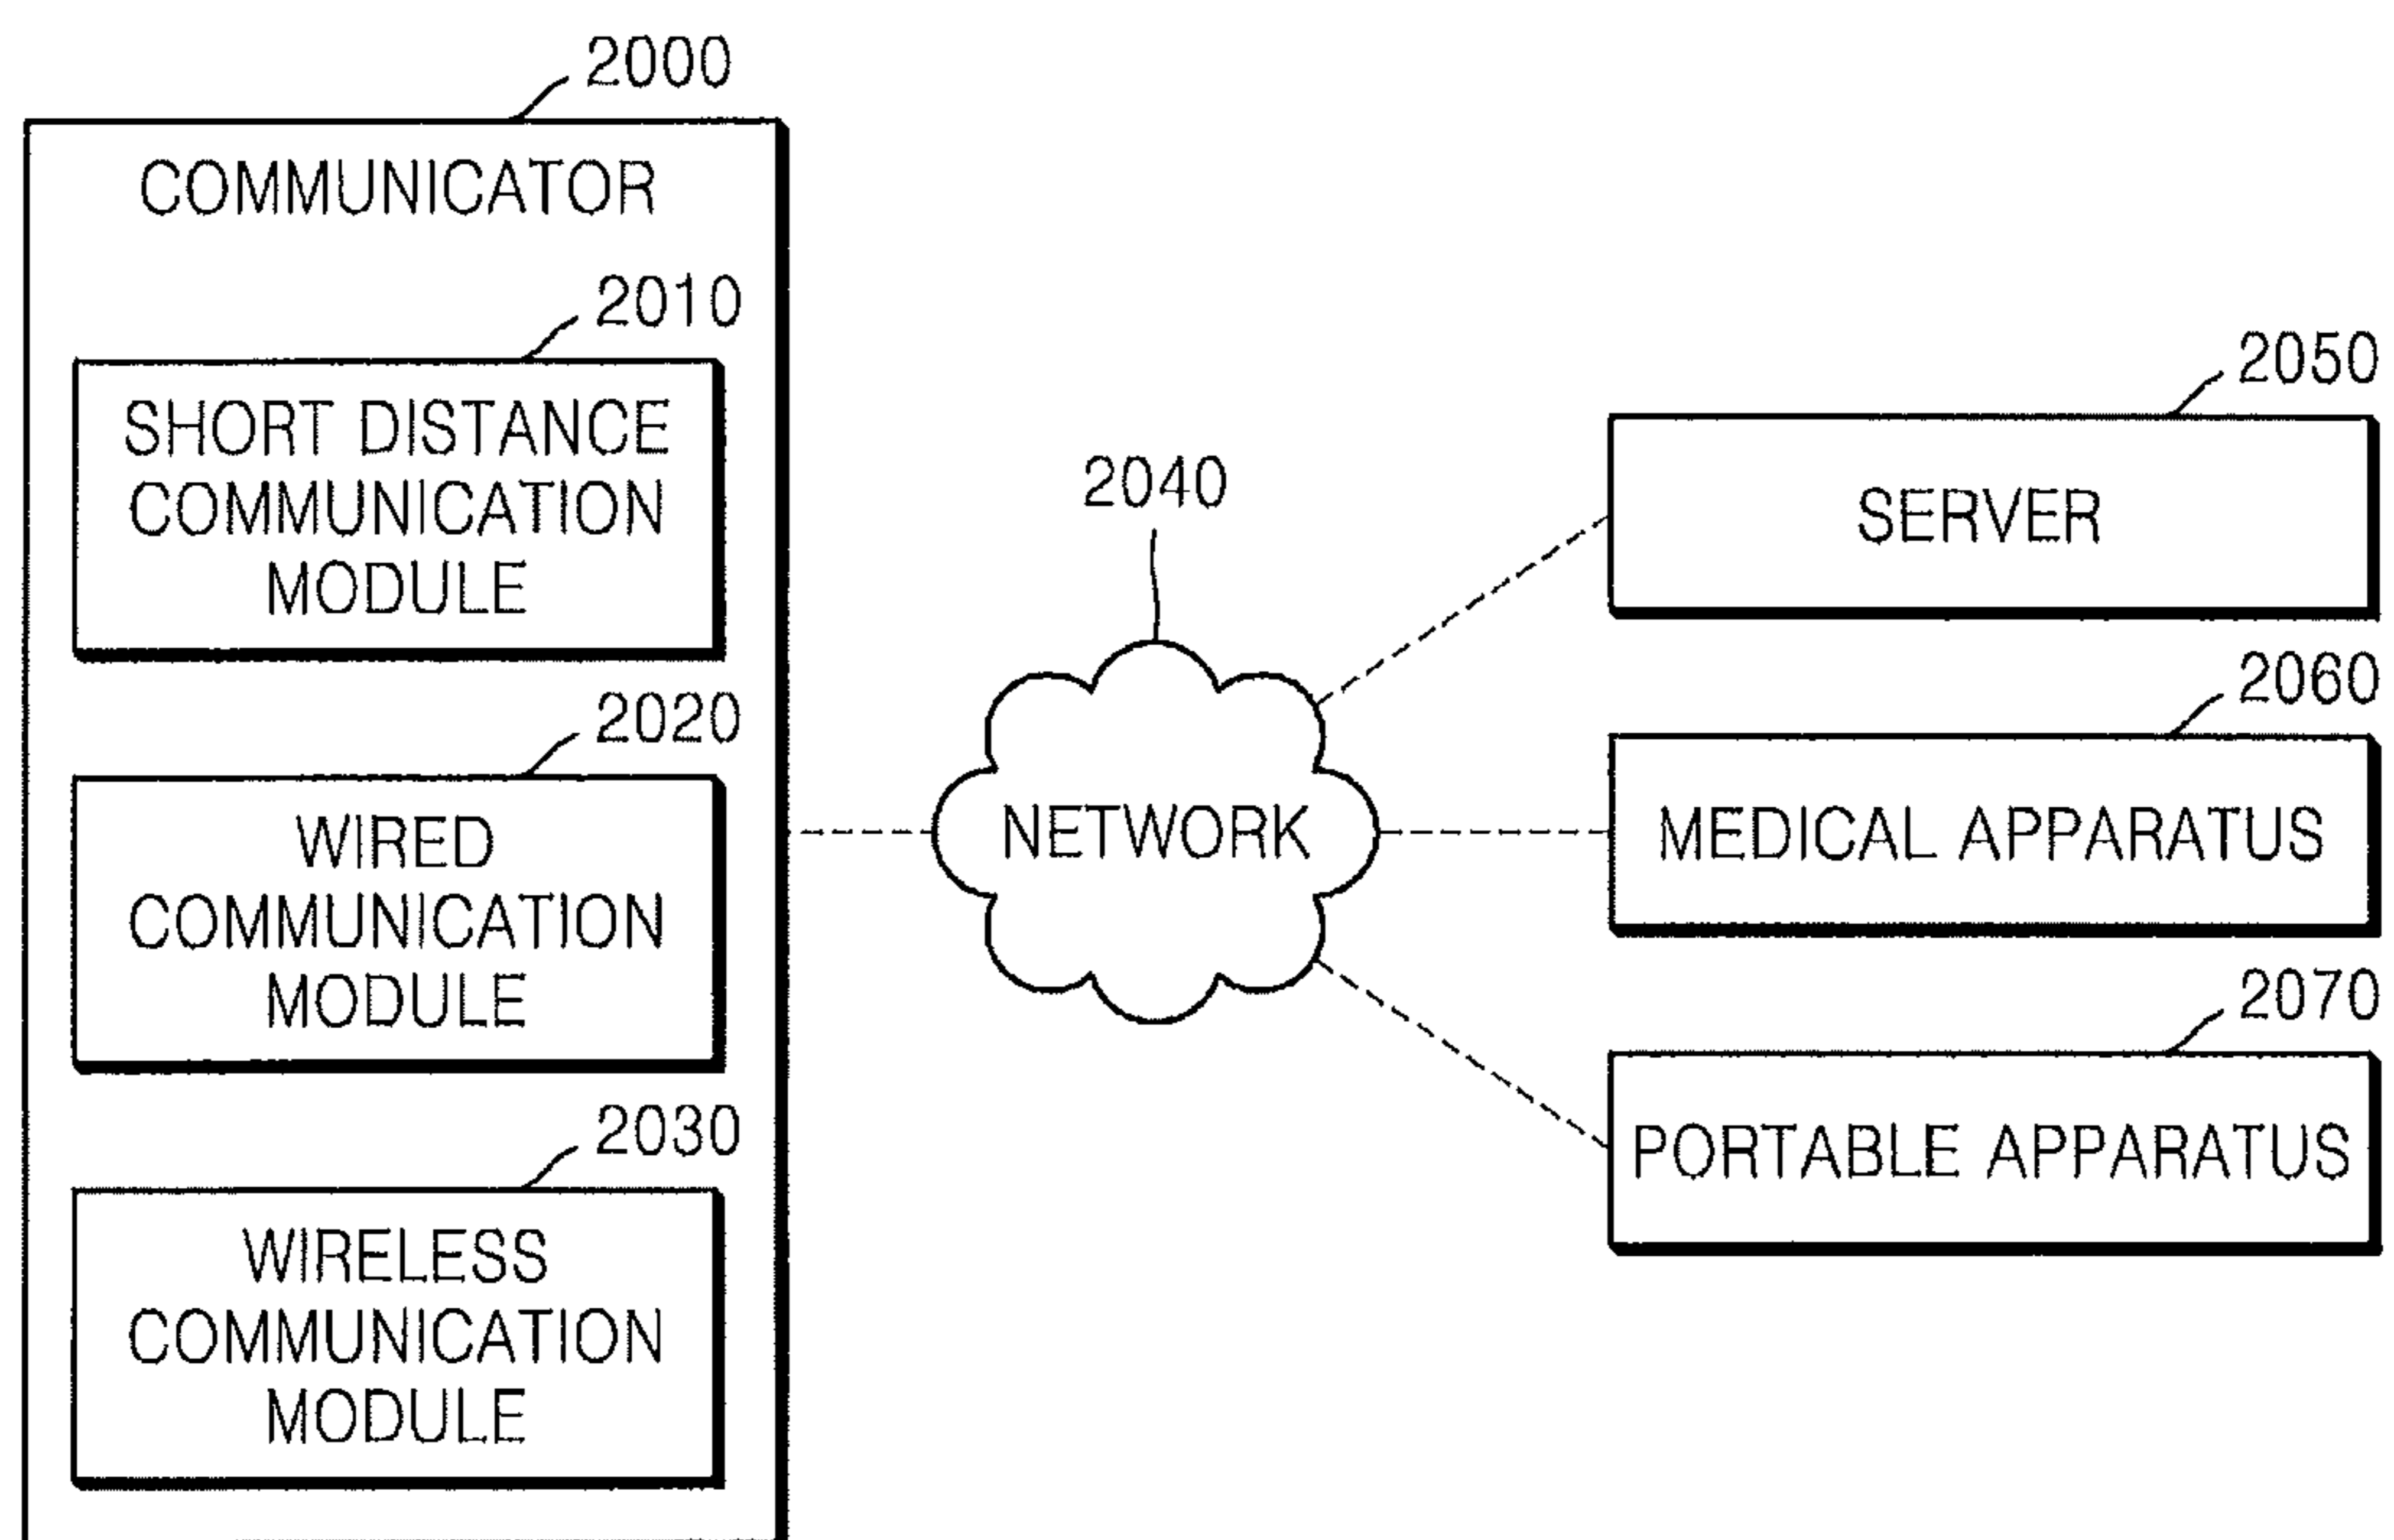 2000
COMMUNICATOR
2010
SHORT DISTANCE
COMMUNICATION
MODULE
2020
WIRED
COMMUNICATION
MODULE
2030
WIRELESS
COMMUNICATION
MODULE
2040
NETWORK
2050
SERVER
2060
MEDICAL APPARATUS
2070
PORTABLE APPARATUS